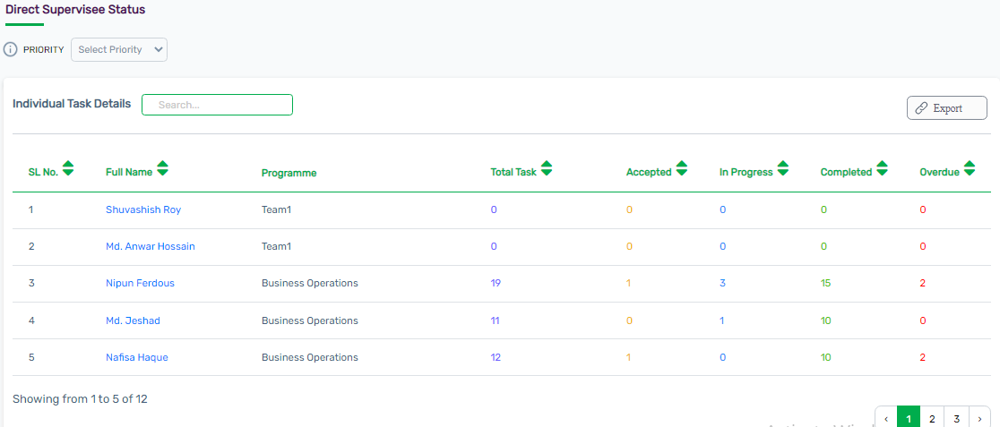 Direct Supervisee Status
PRIORITY Select Priority
Individual Task Details Search... Export
SL No. Full Name Programme Total Task Accepted In Progress Completed Overdue
1 Shuvashish Roy Team1 0 0 0 0 0
2 Md. Anwar Hossain Team1 0 0 0 0 0
3 Nipun Ferdous Business Operations 19 1 3 15 2
4 Md. Jeshad Business Operations 11 0 1 10 0
5 Nafisa Haque Business Operations 12 1 0 10 2
Showing from 1 to 5 of 12
‹ 1 2 3 ›